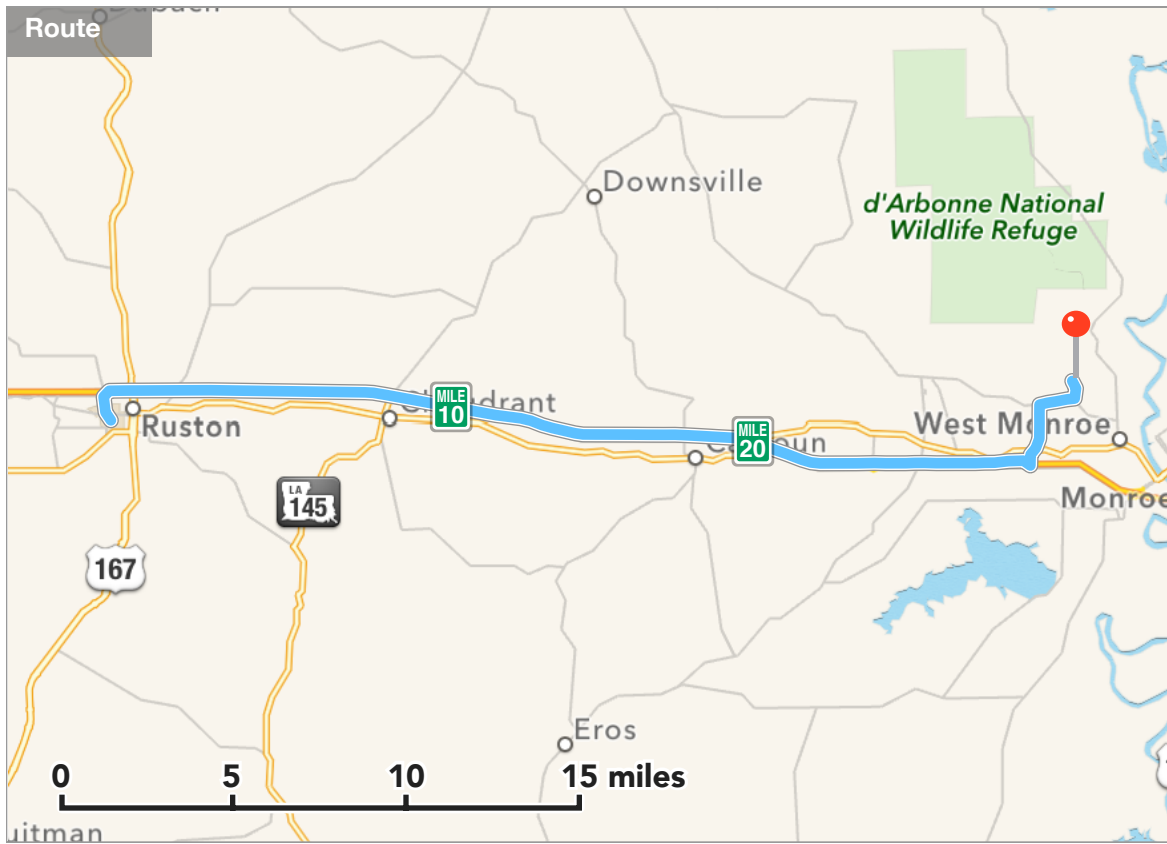 Route
Downsville
d'Arbonne National
Wildlife Refuge
MILE
10
Ruston
West Monroe
MILE
20
Monroe
LA
145
167
Eros
0 5 10 15 miles